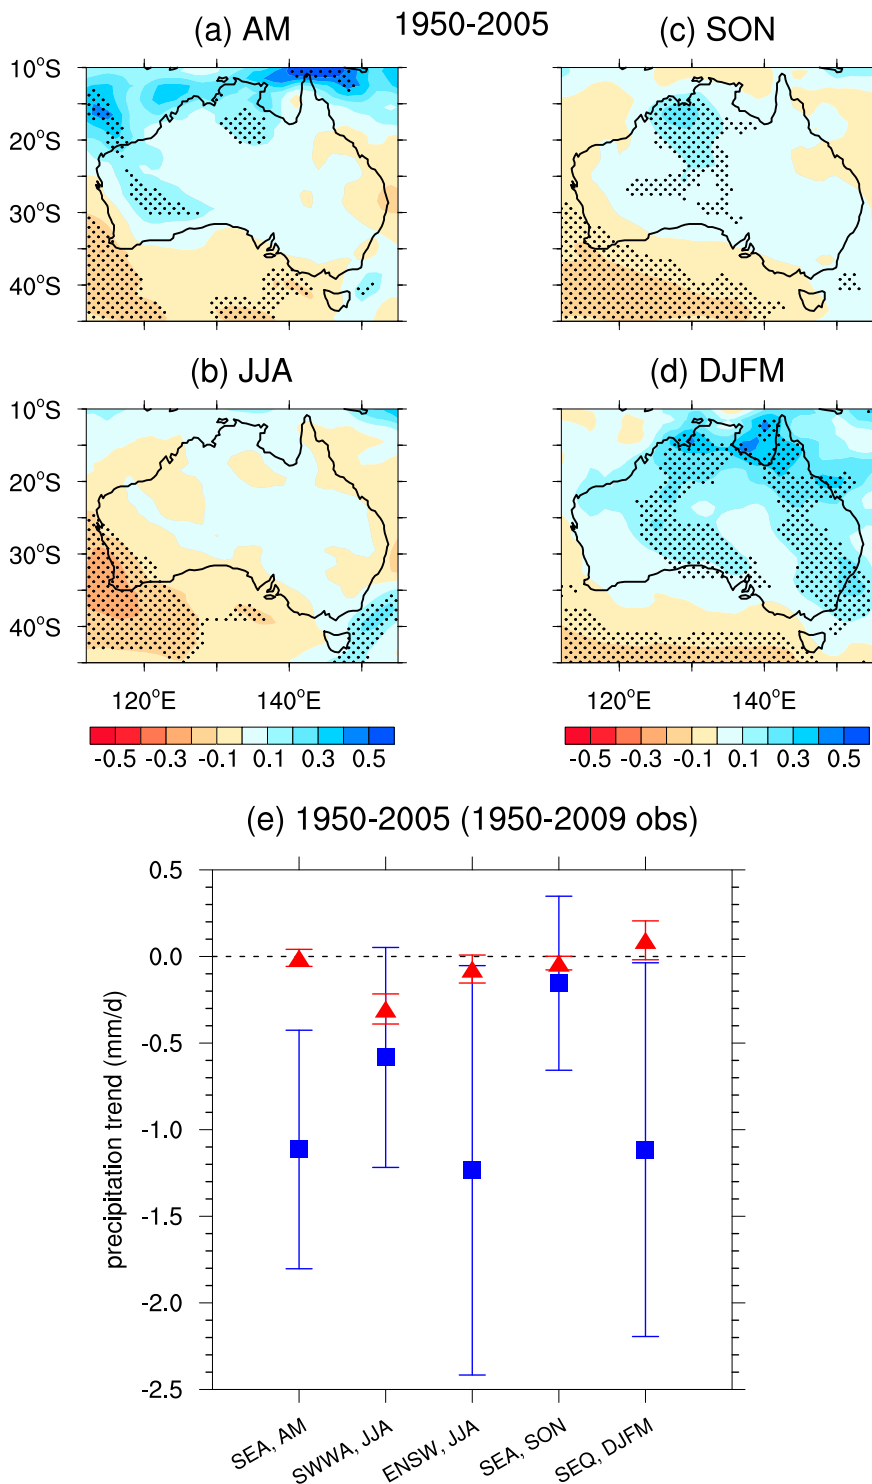 1950-2005
(a) AM
(c) SON
10°S
20°S
30°S
40°S
(b) JJA
(d) DJFM
10°S
20°S
30°S
40°S
120°E 140°E 120°E 140°E
-0.5 -0.3 -0.1 0.1 0.3 0.5 -0.5 -0.3 -0.1 0.1 0.3 0.5
(e) 1950-2005 (1950-2009 obs)
precipitation trend (mm/d)
0.5
0.0
-0.5
-1.0
-1.5
-2.0
-2.5
SEA, AM
SWWA, JJA
ENSW, JJA
SEA, SON
SEQ, DJFM